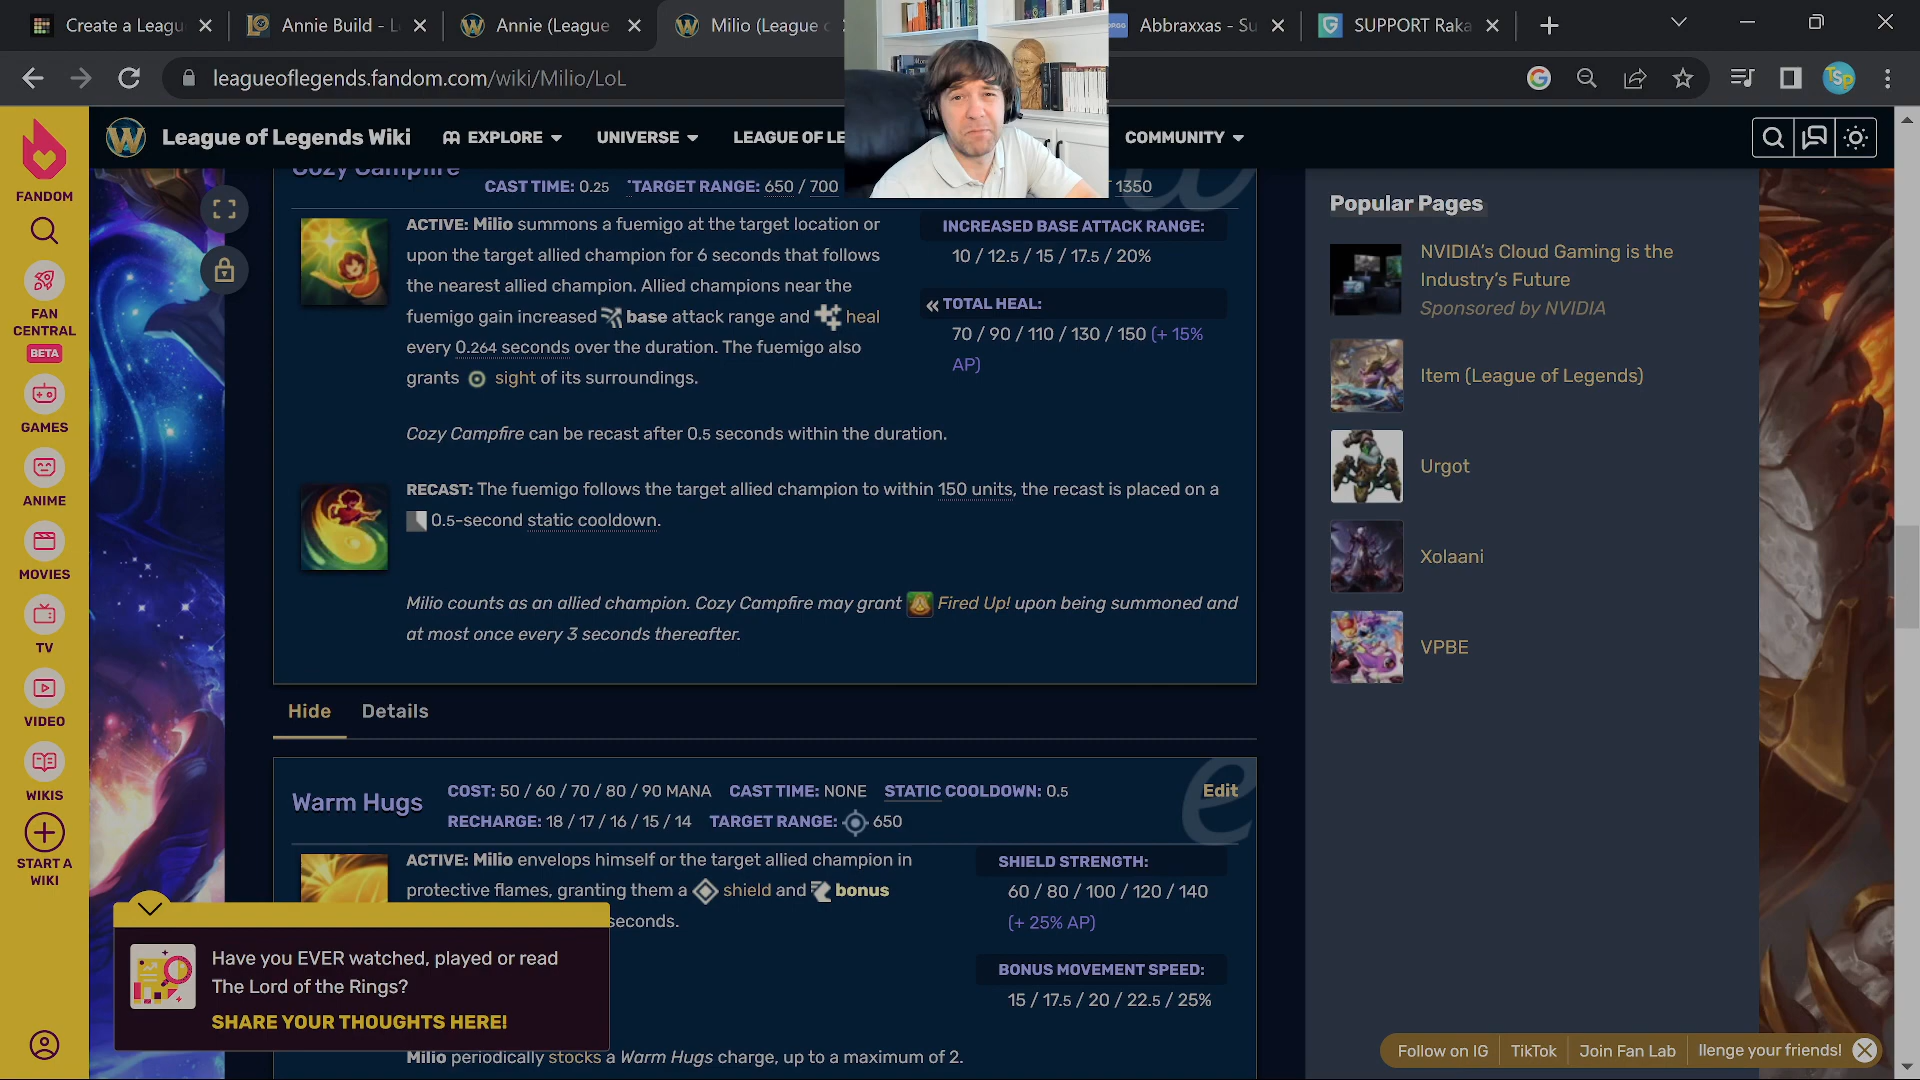 Create a Leagu
Annie Build - L
Annie (League
Milio (League
Abbraxxas - Su
SUPPORT Raka
leagueoflegends.fandom.com/wiki/Milio/LoL
League of Legends Wiki
EXPLORE
UNIVERSE
LEAGUE OF LE
COMMUNITY
FANDOM
FAN
CENTRAL
BETA
GAMES
ANIME
MOVIES
TV
VIDEO
WIKIS
START A
WIKI
Cozy Campfire
CAST TIME: 0.25 TARGET RANGE: 650 / 700
1350
ACTIVE: Milio summons a fuemigo at the target location or
upon the target allied champion for 6 seconds that follows
the nearest allied champion. Allied champions near the
fuemigo gain increased base attack range and heal
every 0.264 seconds over the duration. The fuemigo also
grants sight of its surroundings.
INCREASED BASE ATTACK RANGE:
10 / 12.5 / 15 / 17.5 / 20%
« TOTAL HEAL:
70 / 90 / 110 / 130 / 150 (+ 15%
AP)
Cozy Campfire can be recast after 0.5 seconds within the duration.
RECAST: The fuemigo follows the target allied champion to within 150 units, the recast is placed on a
0.5-second static cooldown.
Milio counts as an allied champion. Cozy Campfire may grant Fired Up! upon being summoned and
at most once every 3 seconds thereafter.
Hide Details
Warm Hugs
COST: 50 / 60 / 70 / 80 / 90 MANA CAST TIME: NONE STATIC COOLDOWN: 0.5
RECHARGE: 18 / 17 / 16 / 15 / 14 TARGET RANGE: 650
Edit
e
ACTIVE: Milio envelops himself or the target allied champion in
protective flames, granting them a shield and bonus
seconds.
SHIELD STRENGTH:
60 / 80 / 100 / 120 / 140
(+ 25% AP)
BONUS MOVEMENT SPEED:
15 / 17.5 / 20 / 22.5 / 25%
Milio periodically stocks a Warm Hugs charge, up to a maximum of 2.
Have you EVER watched, played or read
The Lord of the Rings?
SHARE YOUR THOUGHTS HERE!
Popular Pages
NVIDIA's Cloud Gaming is the
Industry's Future
Sponsored by NVIDIA
Item (League of Legends)
Urgot
Xolaani
VPBE
Follow on IG
TikTok
Join Fan Lab
llenge your friends!